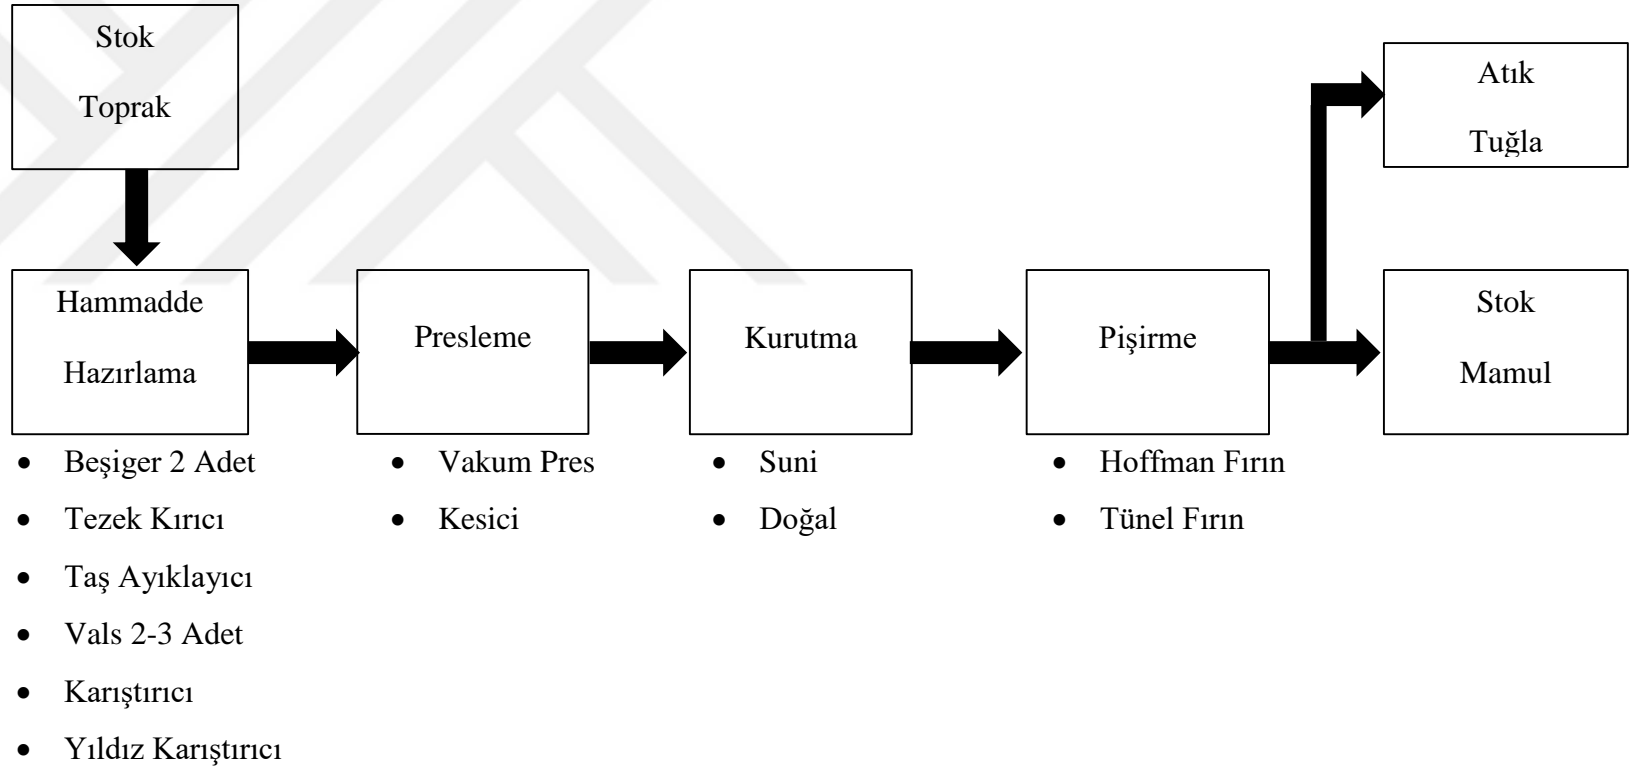 Stok
Toprak
Atık
Tuğla
Hammadde
Hazırlama
Presleme
Kurutma
Pişirme
Stok
Mamul
• Beşiger 2 Adet
• Tezek Kırıcı
• Taş Ayıklayıcı
• Vals 2-3 Adet
• Karıştırıcı
• Yıldız Karıştırıcı
• Vakum Pres
• Kesici
• Suni
• Doğal
• Hoffman Fırın
• Tünel Fırın